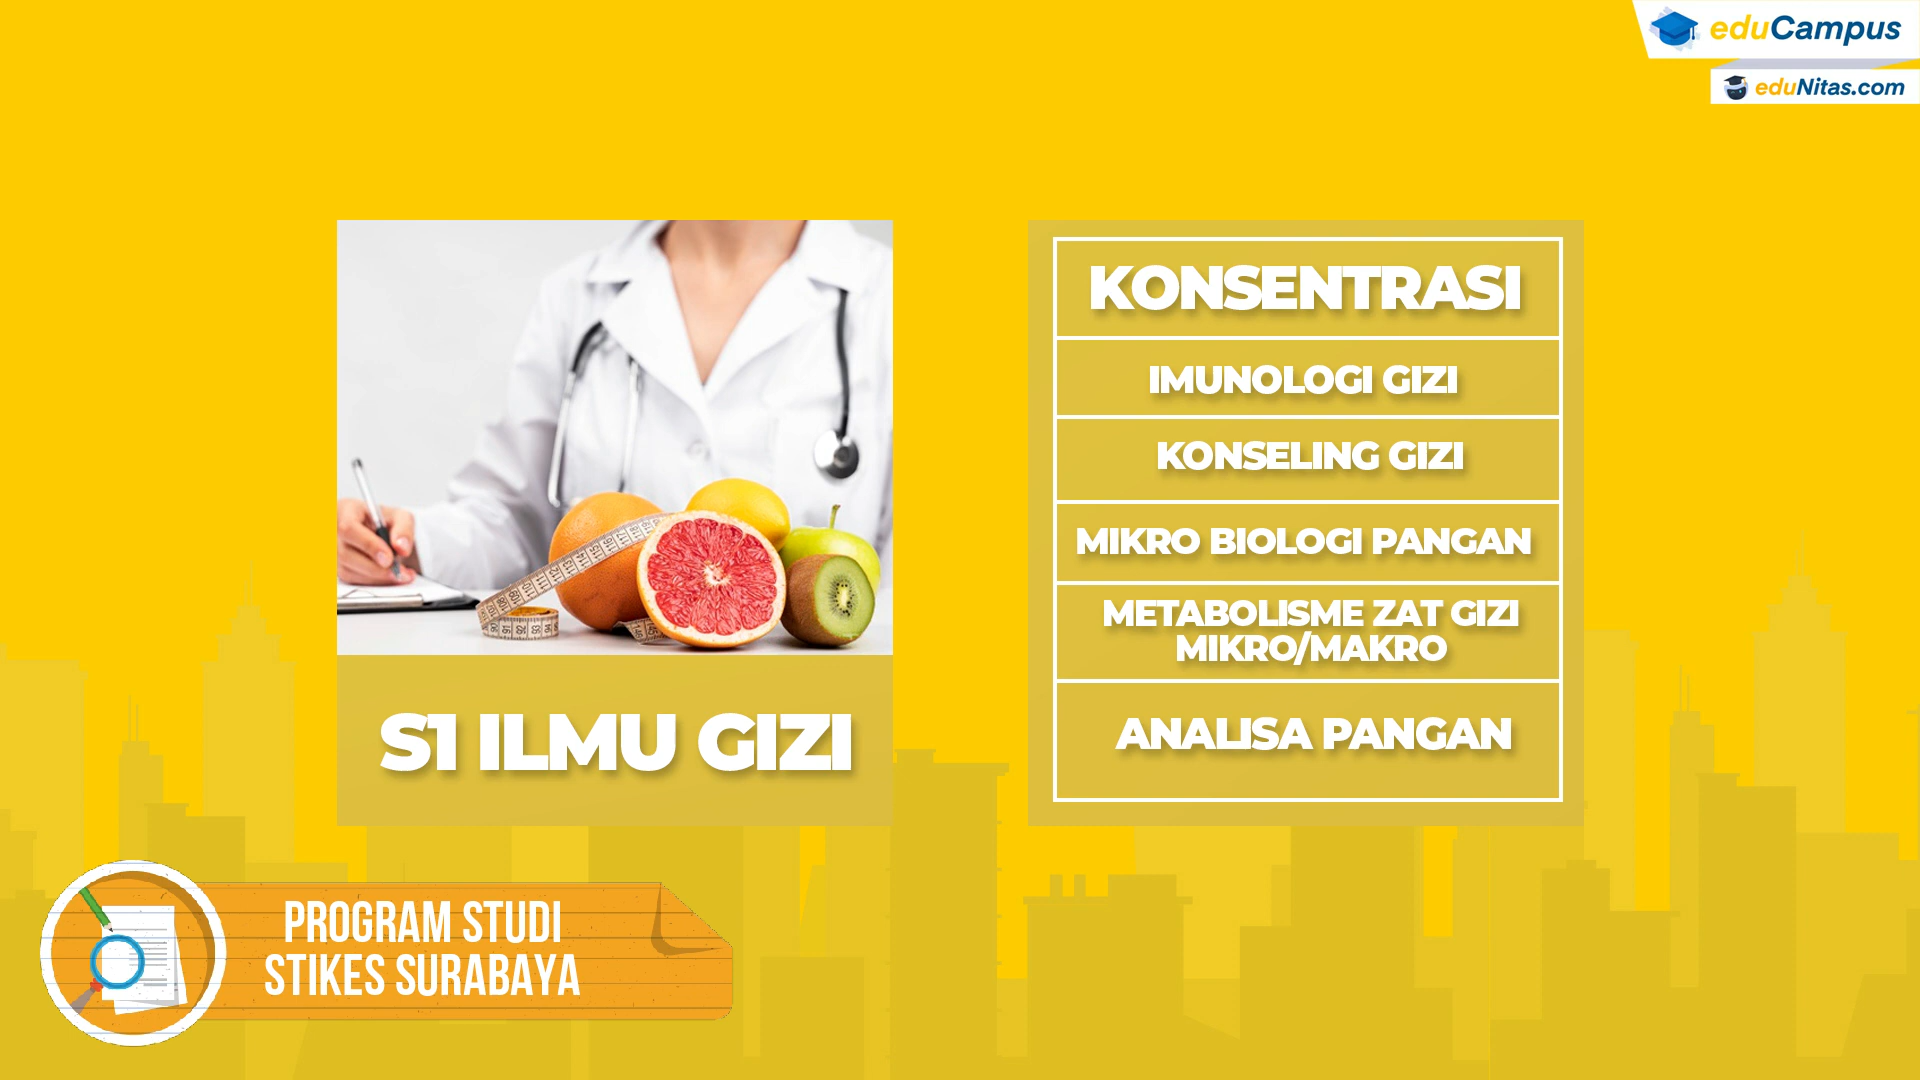 eduCampus
eduNitas.com
S1 ILMU GIZI
KONSENTRASI
IMUNOLOGI GIZI
KONSELING GIZI
MIKRO BIOLOGI PANGAN
METABOLISME ZAT GIZI
MIKRO/MAKRO
ANALISA PANGAN
PROGRAM STUDI
STIKES SURABAYA